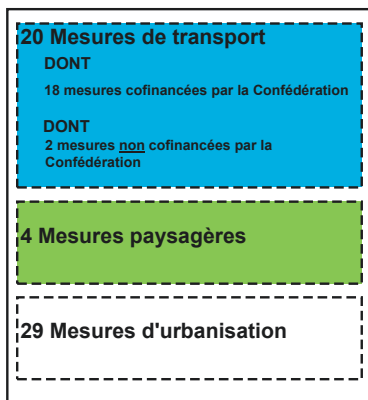 20 Mesures de transport
DONT
18 mesures cofinancées par la Confédération
DONT
2 mesures non cofinancées par la
Confédération
4 Mesures paysagères
29 Mesures d'urbanisation